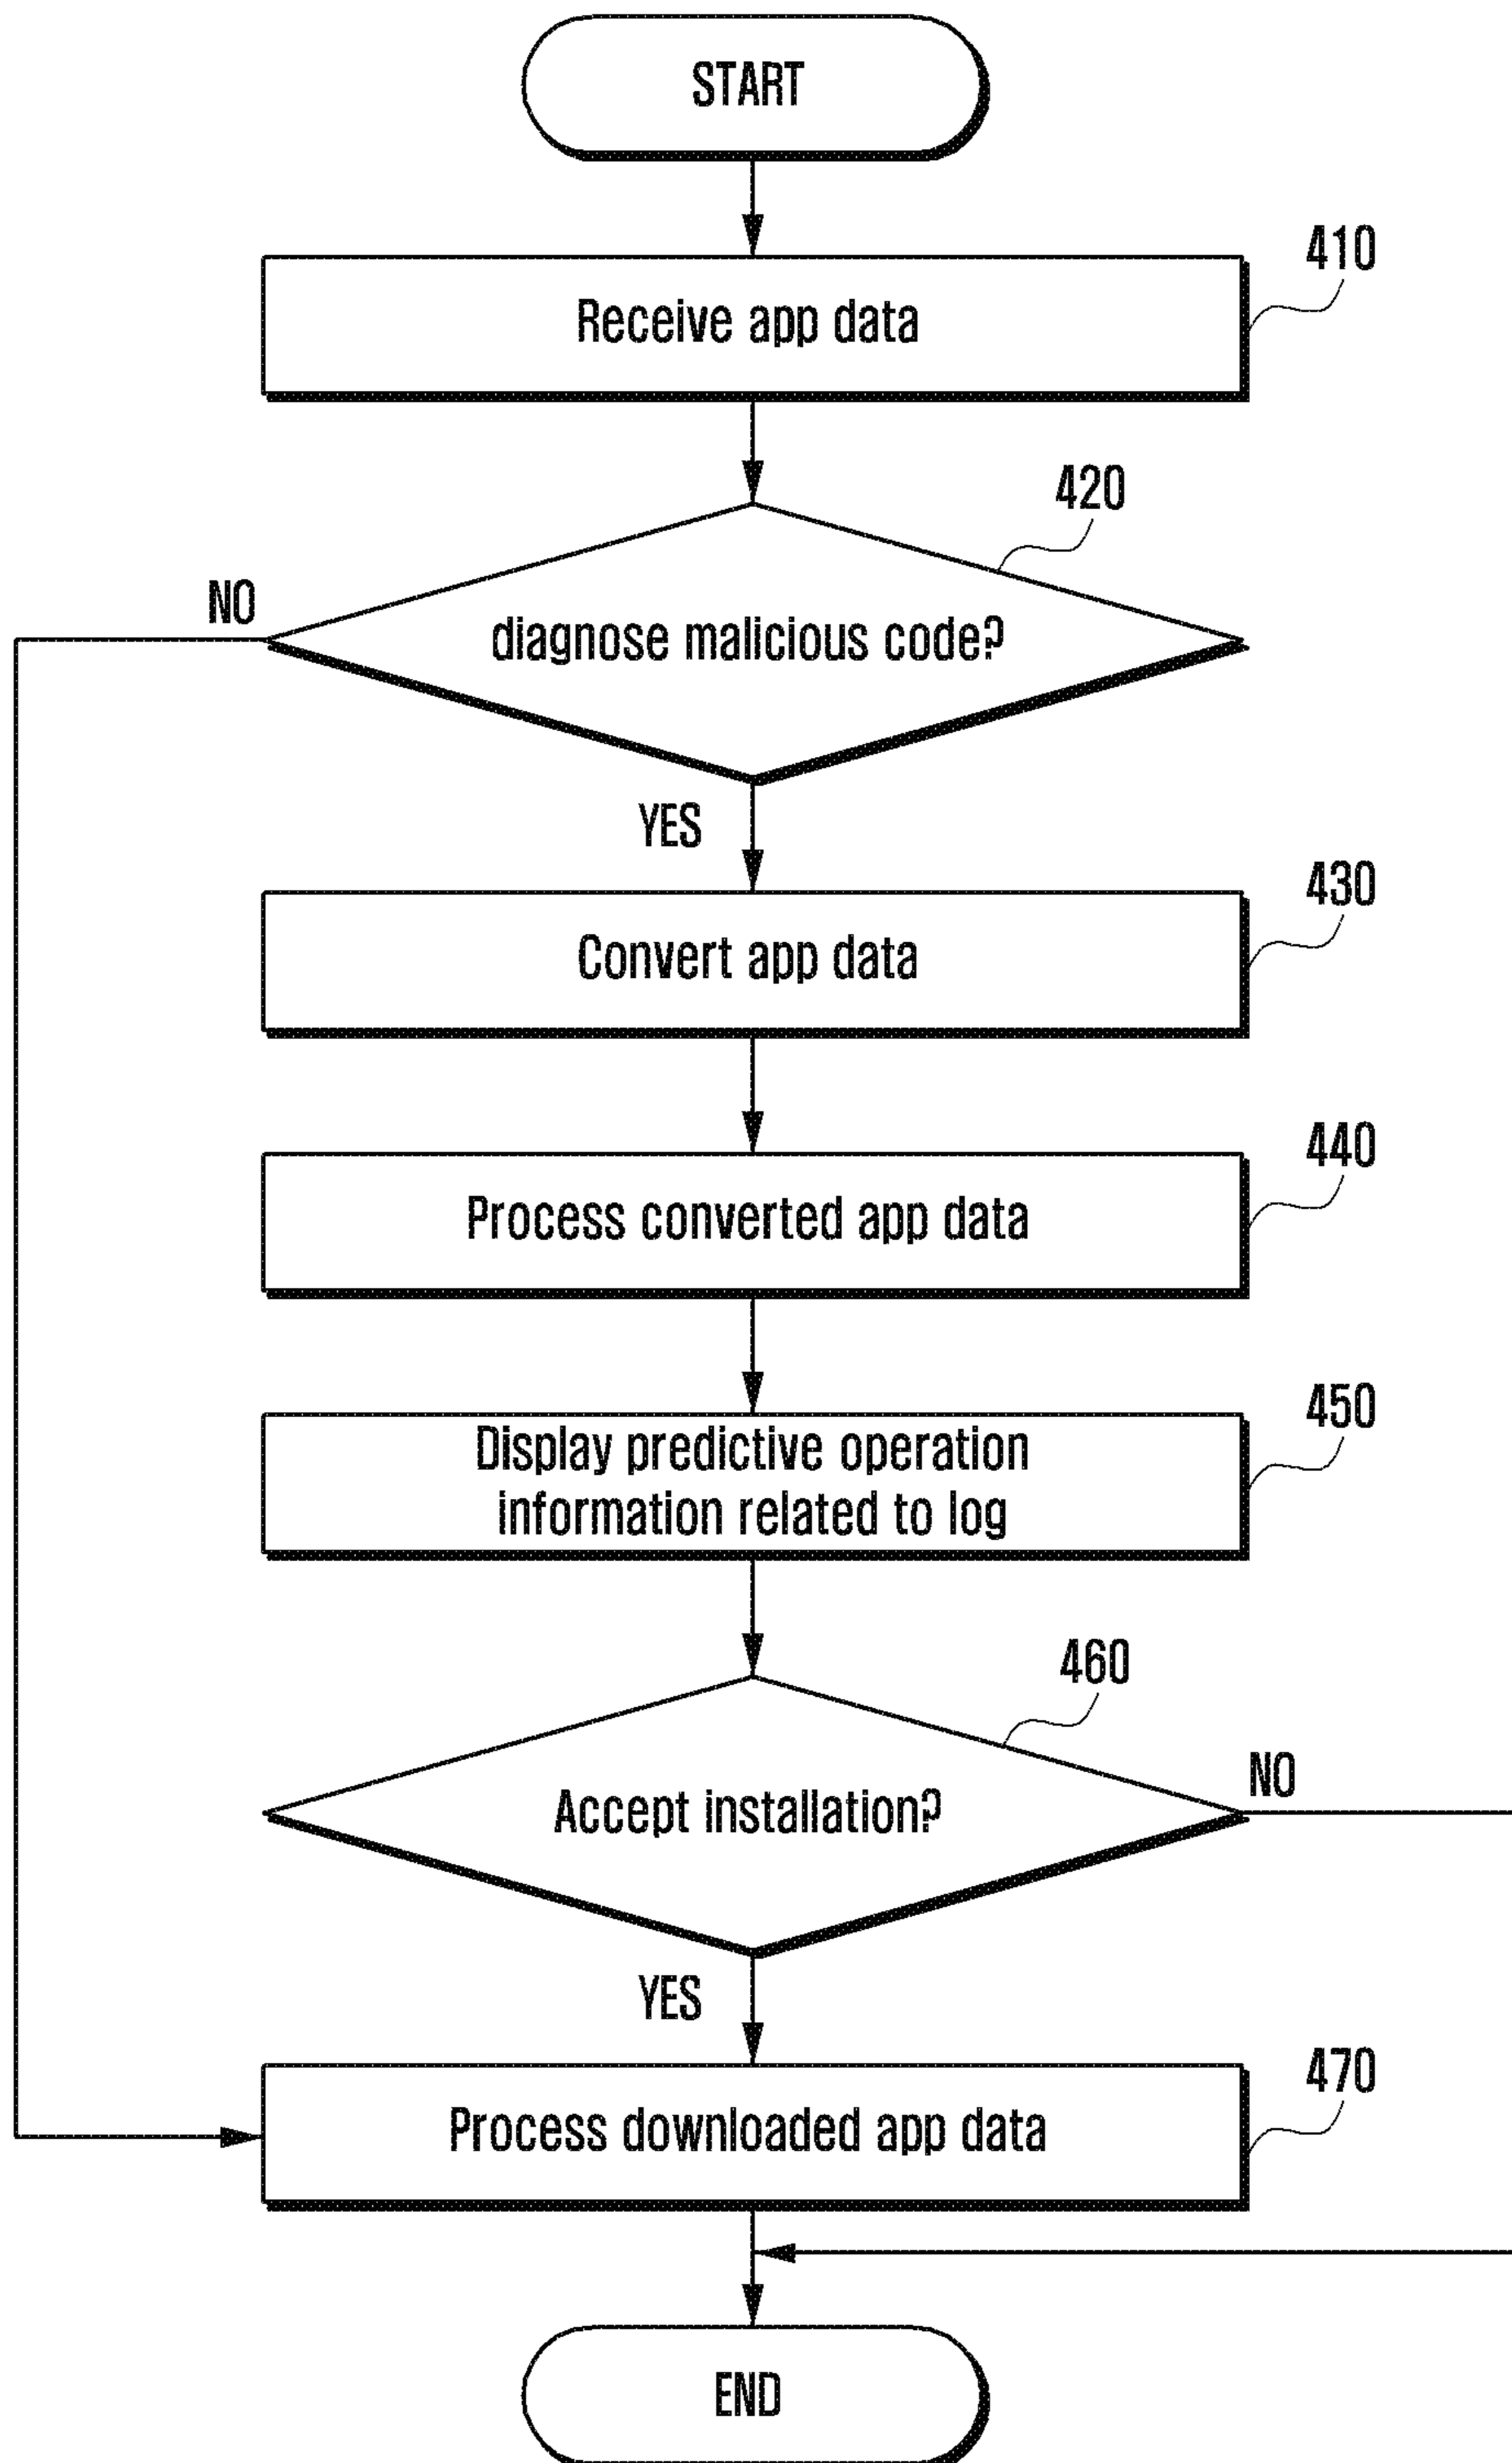 START
410
Receive app data
420
NO
diagnose malicious code?
YES
430
Convert app data
440
Process converted app data
450
Display predictive operation
information related to log
460
NO
Accept installation?
YES
470
Process downloaded app data
END